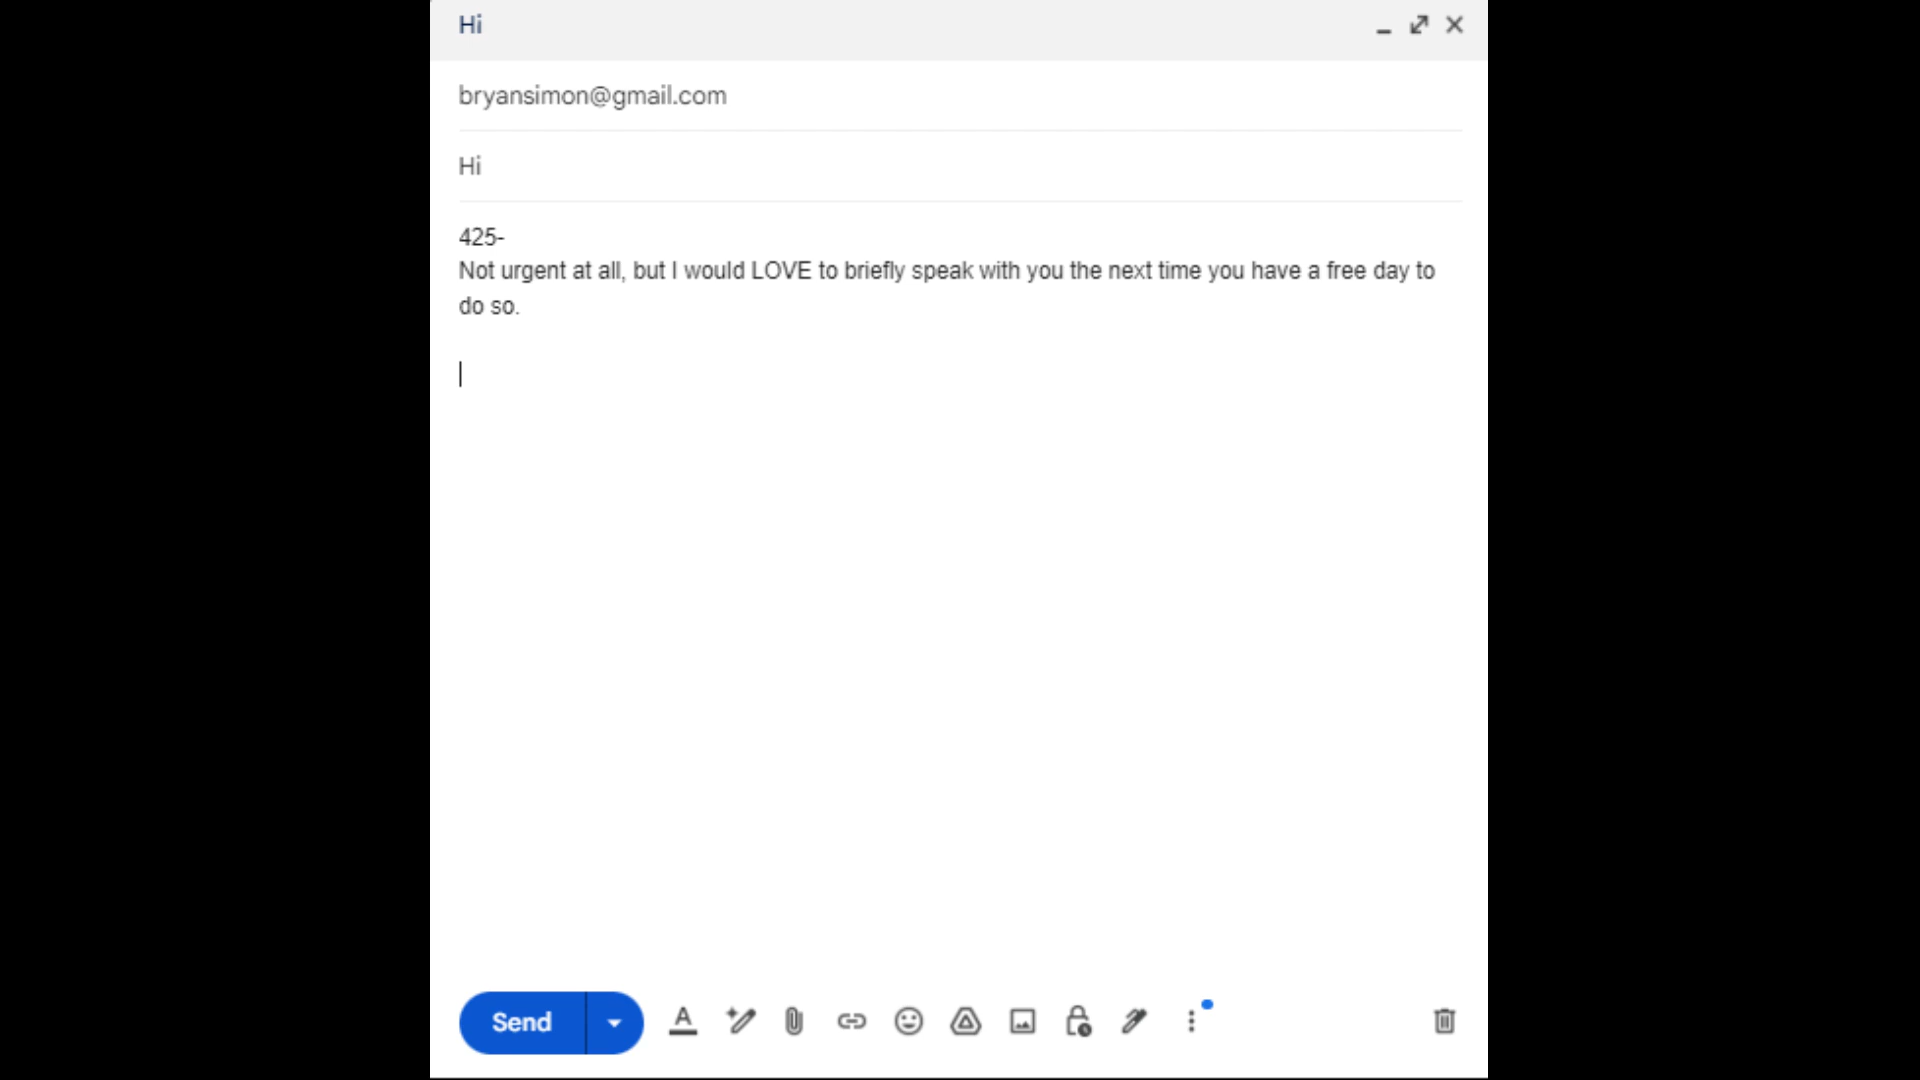 Hi
bryansimon@gmail.com
Hi
425-
Not urgent at all, but I would LOVE to briefly speak with you the next time you have a free day to
do so.
Send